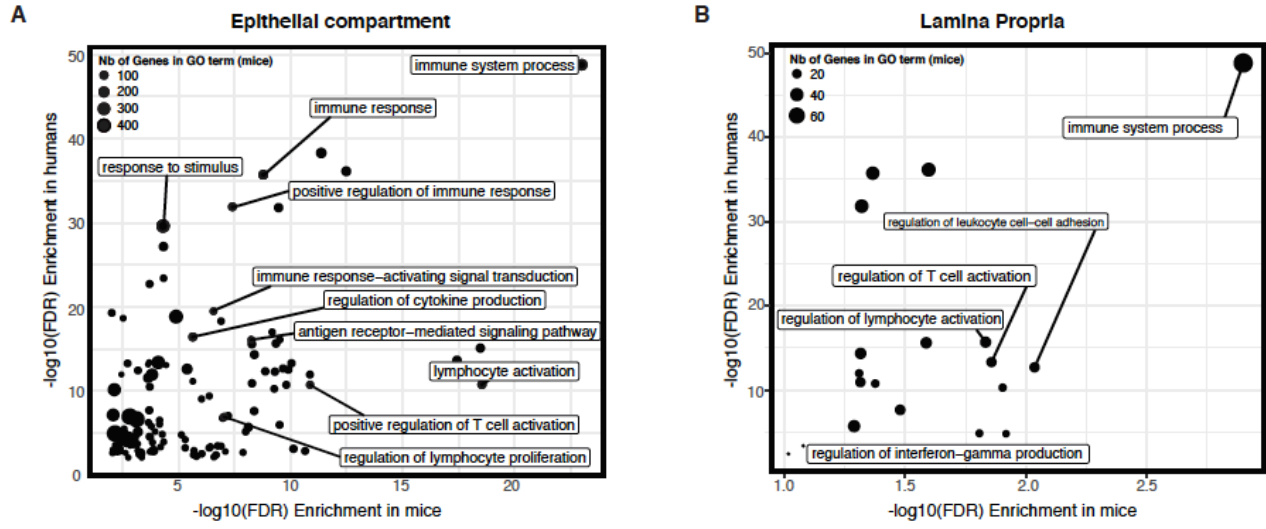 A
Epithelial compartment
Nb of Genes in GO term (mice)
100
200
300
400
immune system process
immune response
response to stimulus
positive regulation of immune response
immune response−activating signal transduction
regulation of cytokine production
antigen receptor−mediated signaling pathway
lymphocyte activation
positive regulation of T cell activation
regulation of lymphocyte proliferation
-log10(FDR) Enrichment in humans
50
40
30
20
10
0
5
10
15
20
-log10(FDR) Enrichment in mice
B
Lamina Propria
Nb of Genes in GO term (mice)
20
40
60
immune system process
regulation of leukocyte cell−cell adhesion
regulation of T cell activation
regulation of lymphocyte activation
regulation of interferon−gamma production
-log10(FDR) Enrichment in humans
50
40
30
20
10
1.0
1.5
2.0
2.5
-log10(FDR) Enrichment in mice